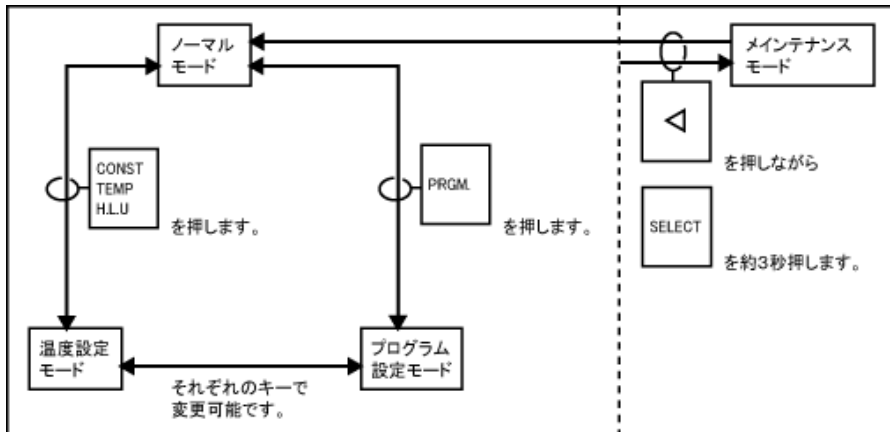 ノーマル
モード
メインテナンス
モード
CONST
TEMP
H.L.U
を押します。
PRGM.
を押します。
を押しながら
SELECT
を約3秒押します。
温度設定
モード
プログラム
設定モード
それぞれのキーで
変更可能です。